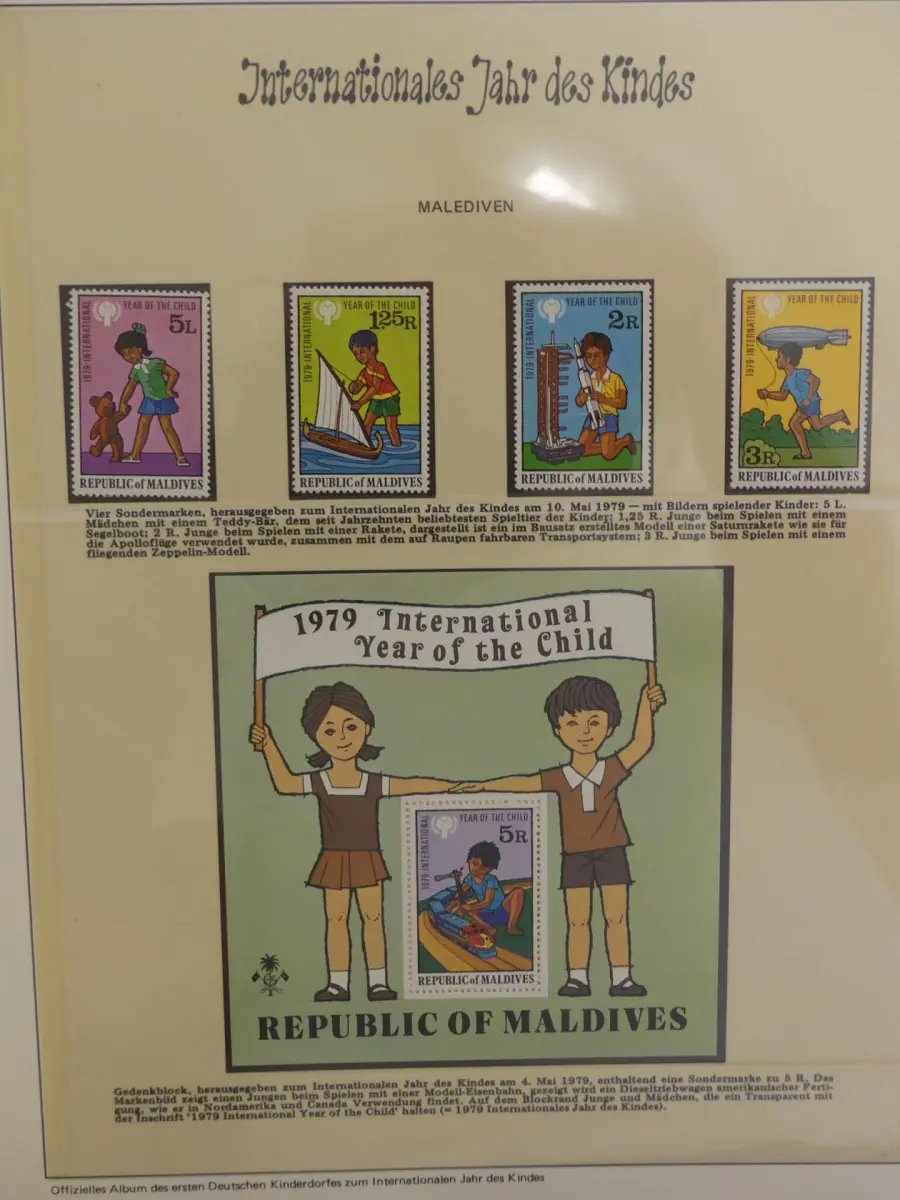 Internationales Jahr des Kindes
MALEDIVEN
1979-INTERNATIONAL
YEAR OF THE CHILD
5L
REPUBLIC of MALDIVES
1979-INTERNATIONAL
YEAR OF THE CHILD
1.25R
REPUBLIC of MALDIVES
1979-INTERNATIONAL
YEAR OF THE CHILD
2R
REPUBLIC of MALDIVES
1979-INTERNATIONAL
YEAR OF THE CHILD
3R
REPUBLIC of MALDIVES
Vier Sondermarken, herausgegeben zum Internationalen Jahr des Kindes am 10. Mai 1979 — mit Bildern spielender Kinder: 5 L.
Mädchen mit einem Teddy-Bär, dem seit Jahrzehnten beliebtesten Spieltier der Kinder; 1,25 R. Junge beim Spielen mit einem
Segelboot; 2 R. Junge beim Spielen mit einer Rakete, dargestellt ist ein im Bausatz erstelltes Modell einer Saturnrakete wie sie für
die Apolloflüge verwendet wurde, zusammen mit dem auf Raupen fahrbaren Transportsystem; 3 R. Junge beim Spielen mit einem
fliegenden Zeppelin-Modell.
1979 International
Year of the Child
1979-INTERNATIONAL
YEAR OF THE CHILD
5R
REPUBLIC of MALDIVES
REPUBLIC OF MALDIVES
Gedenkblock, herausgegeben zum Internationalen Jahr des Kindes am 4. Mai 1979, enthaltend eine Sondermarke zu 5 R. Das
Markenbild zeigt einen Jungen beim Spielen mit einer Modell-Eisenbahn, gezeigt wird ein Dieseltriebwagen amerikanischer Ferti-
gung, wie er in Nordamerika und Canada Verwendung findet. Auf dem Blockrand Junge und Mädchen, die ein Transparent mit
der Inschrift '1979 International Year of the Child' halten (= 1979 Internationales Jahr des Kindes).
Offizielles Album des ersten Deutschen Kinderdorfes zum Internationalen Jahr des Kindes